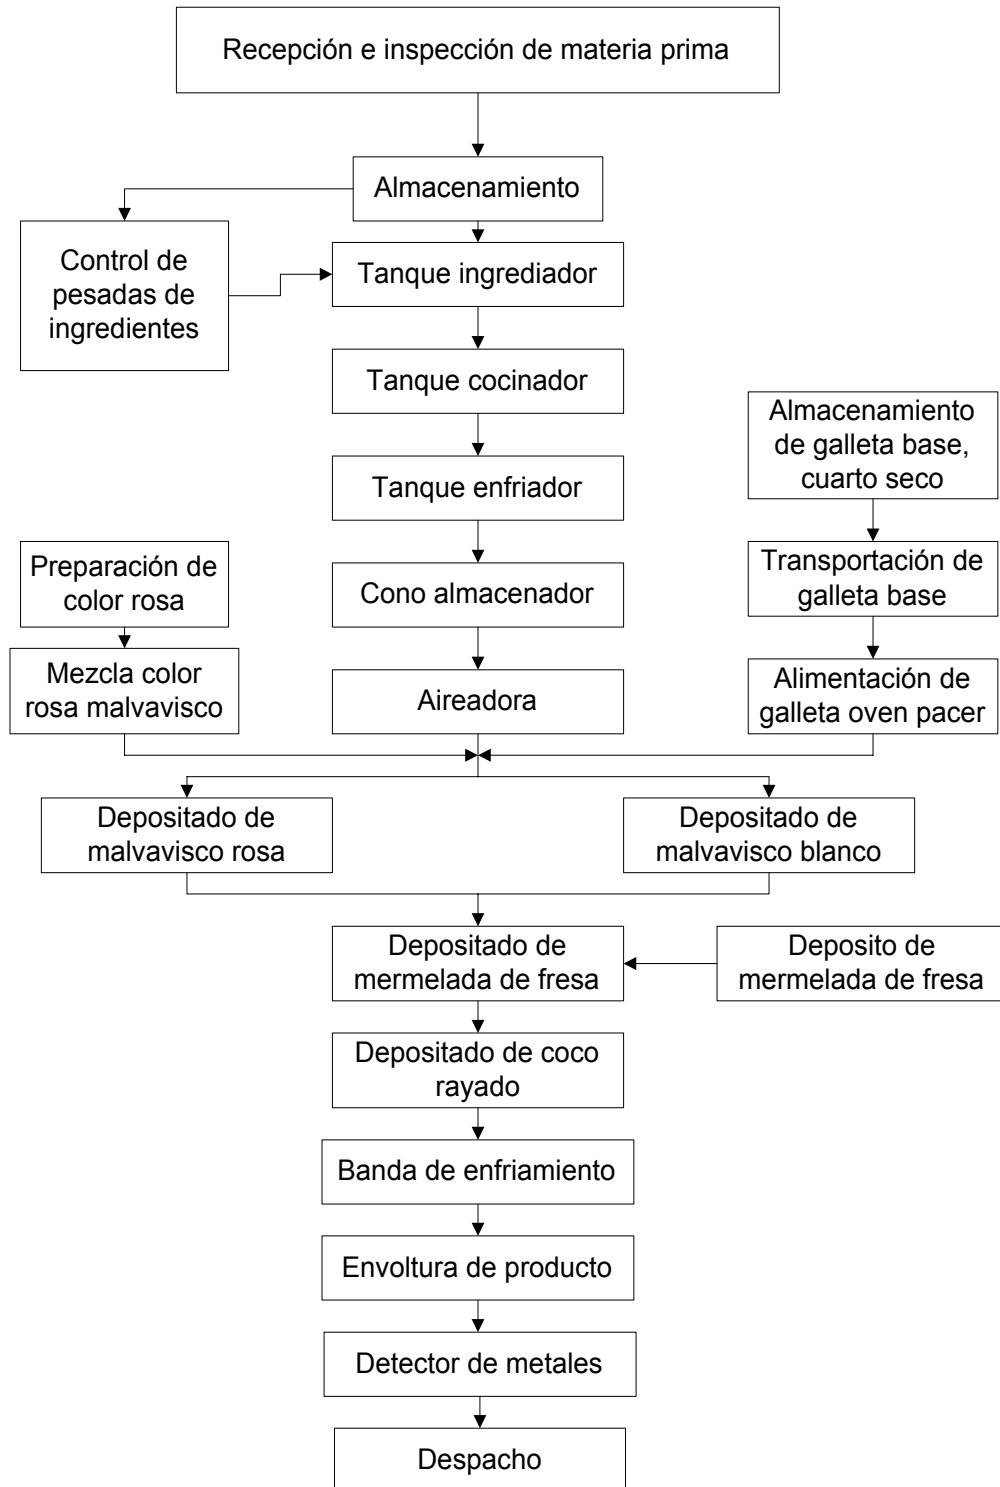 Recepción e inspección de materia prima
Almacenamiento
Control de
pesadas de
ingredientes
Tanque ingrediador
Tanque cocinador
Tanque enfriador
Cono almacenador
Aireadora
Almacenamiento
de galleta base,
cuarto seco
Transportación de
galleta base
Alimentación de
galleta oven pacer
Preparación de
color rosa
Mezcla color
rosa malvavisco
Depositado de
malvavisco rosa
Depositado de
malvavisco blanco
Depositado de
mermelada de fresa
Deposito de
mermelada de fresa
Depositado de coco
rayado
Banda de enfriamiento
Envoltura de producto
Detector de metales
Despacho